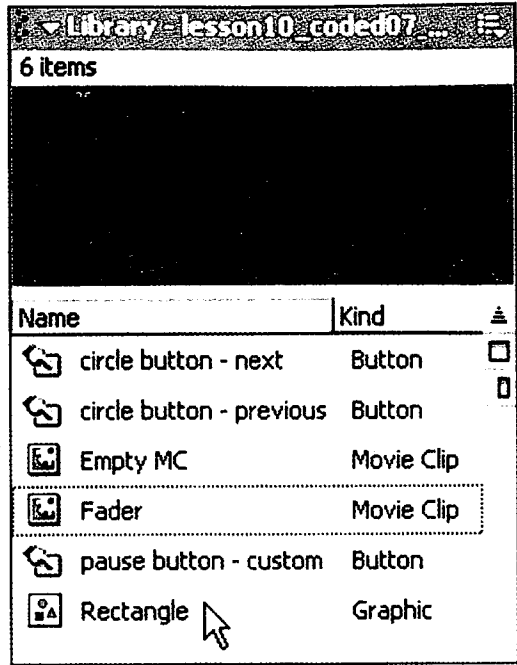 Library - lesson10_coded07_...
6 items
Name Kind
circle button - next Button
circle button - previous Button
Empty MC Movie Clip
Fader Movie Clip
pause button - custom Button
Rectangle Graphic